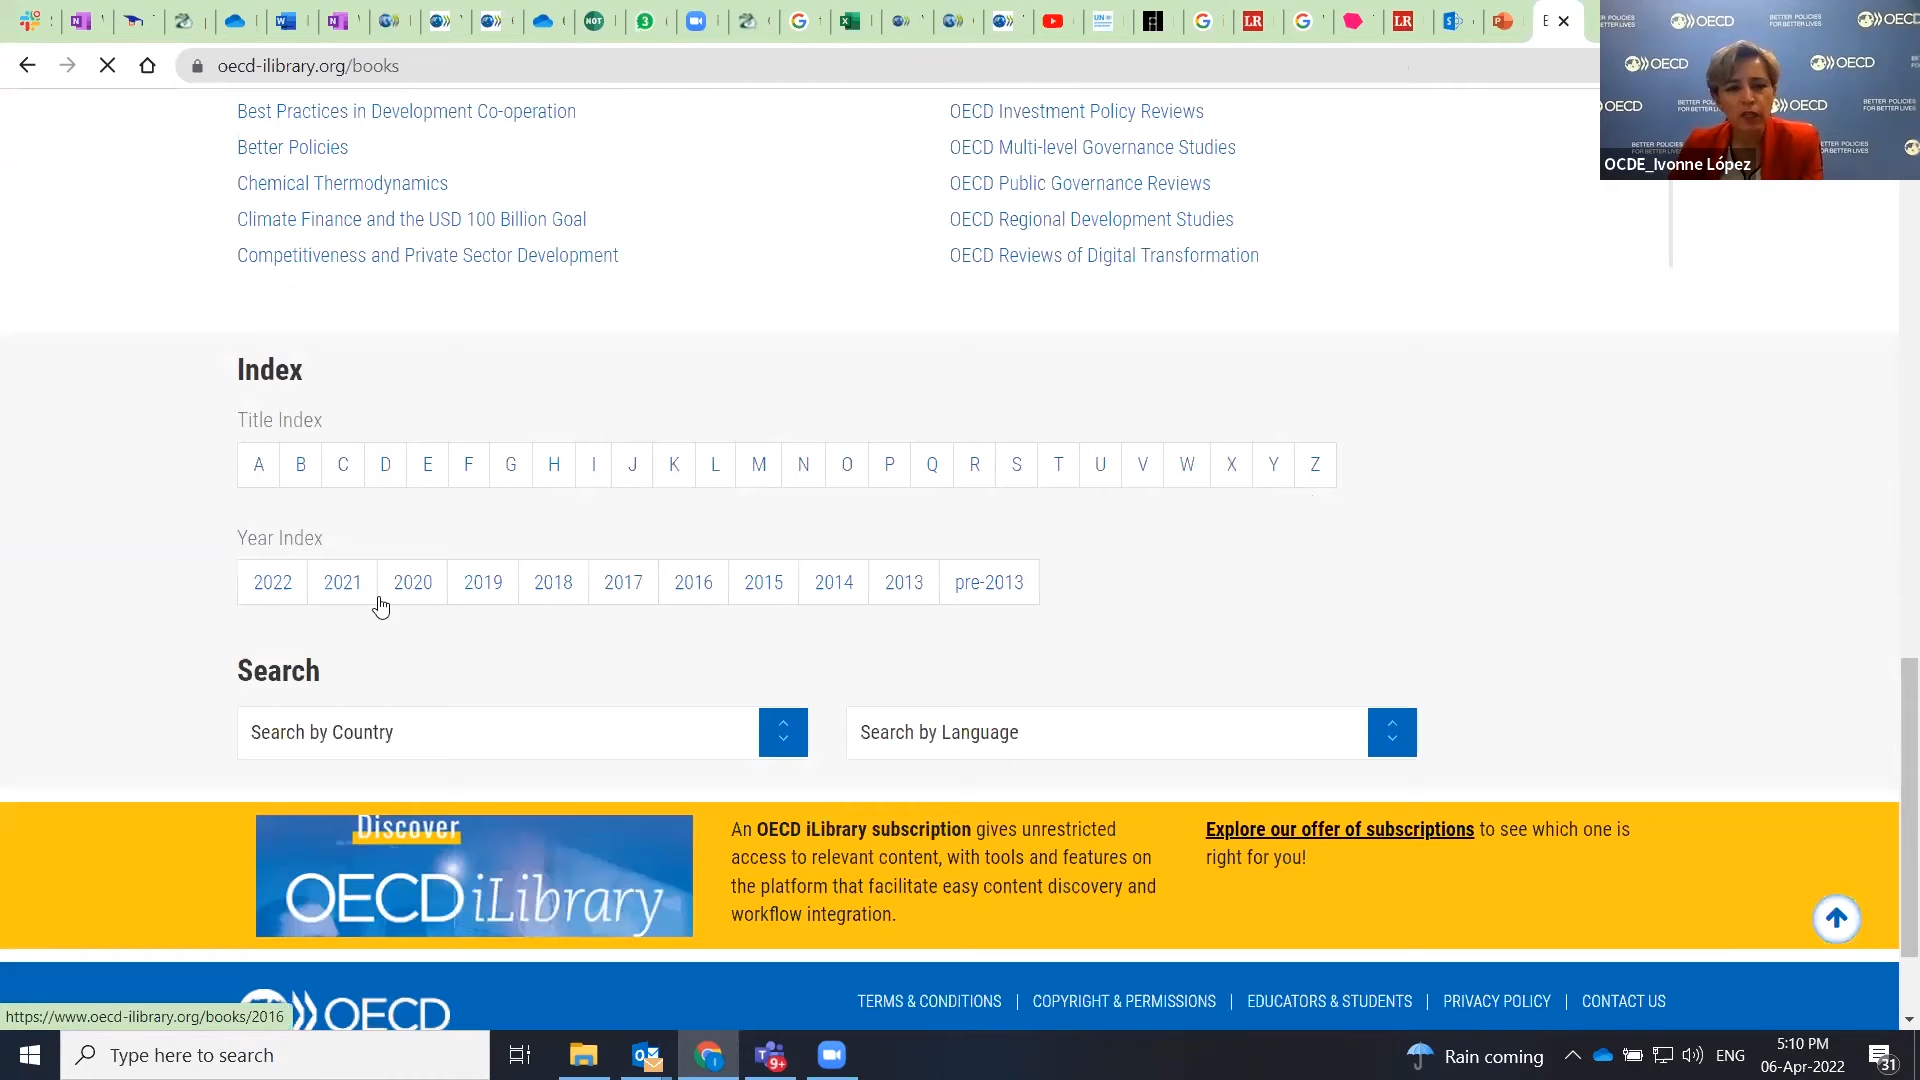 oecd-ilibrary.org/books
Best Practices in Development Co-operation
Better Policies
Chemical Thermodynamics
Climate Finance and the USD 100 Billion Goal
Competitiveness and Private Sector Development
OECD Investment Policy Reviews
OECD Multi-level Governance Studies
OECD Public Governance Reviews
OECD Regional Development Studies
OECD Reviews of Digital Transformation
OECD
BETTER POLICIES
FOR BETTER LIVES
OECD
OECD
OECD
OECD
OCDE_Ivonne López
Index
Title Index
A B C D E F G H I J K L M N O P Q R S T U V W X Y Z
Year Index
2022 2021 2020 2019 2018 2017 2016 2015 2014 2013 pre-2013
Search
Search by Country
Search by Language
Discover
OECD iLibrary
An OECD iLibrary subscription gives unrestricted
access to relevant content, with tools and features on
the platform that facilitate easy content discovery and
workflow integration.
Explore our offer of subscriptions to see which one is
right for you!
OECD
TERMS & CONDITIONS | COPYRIGHT & PERMISSIONS | EDUCATORS & STUDENTS | PRIVACY POLICY | CONTACT US
https://www.oecd-ilibrary.org/books/2016
Type here to search
9+
Rain coming
ENG
5:10 PM
06-Apr-2022
31